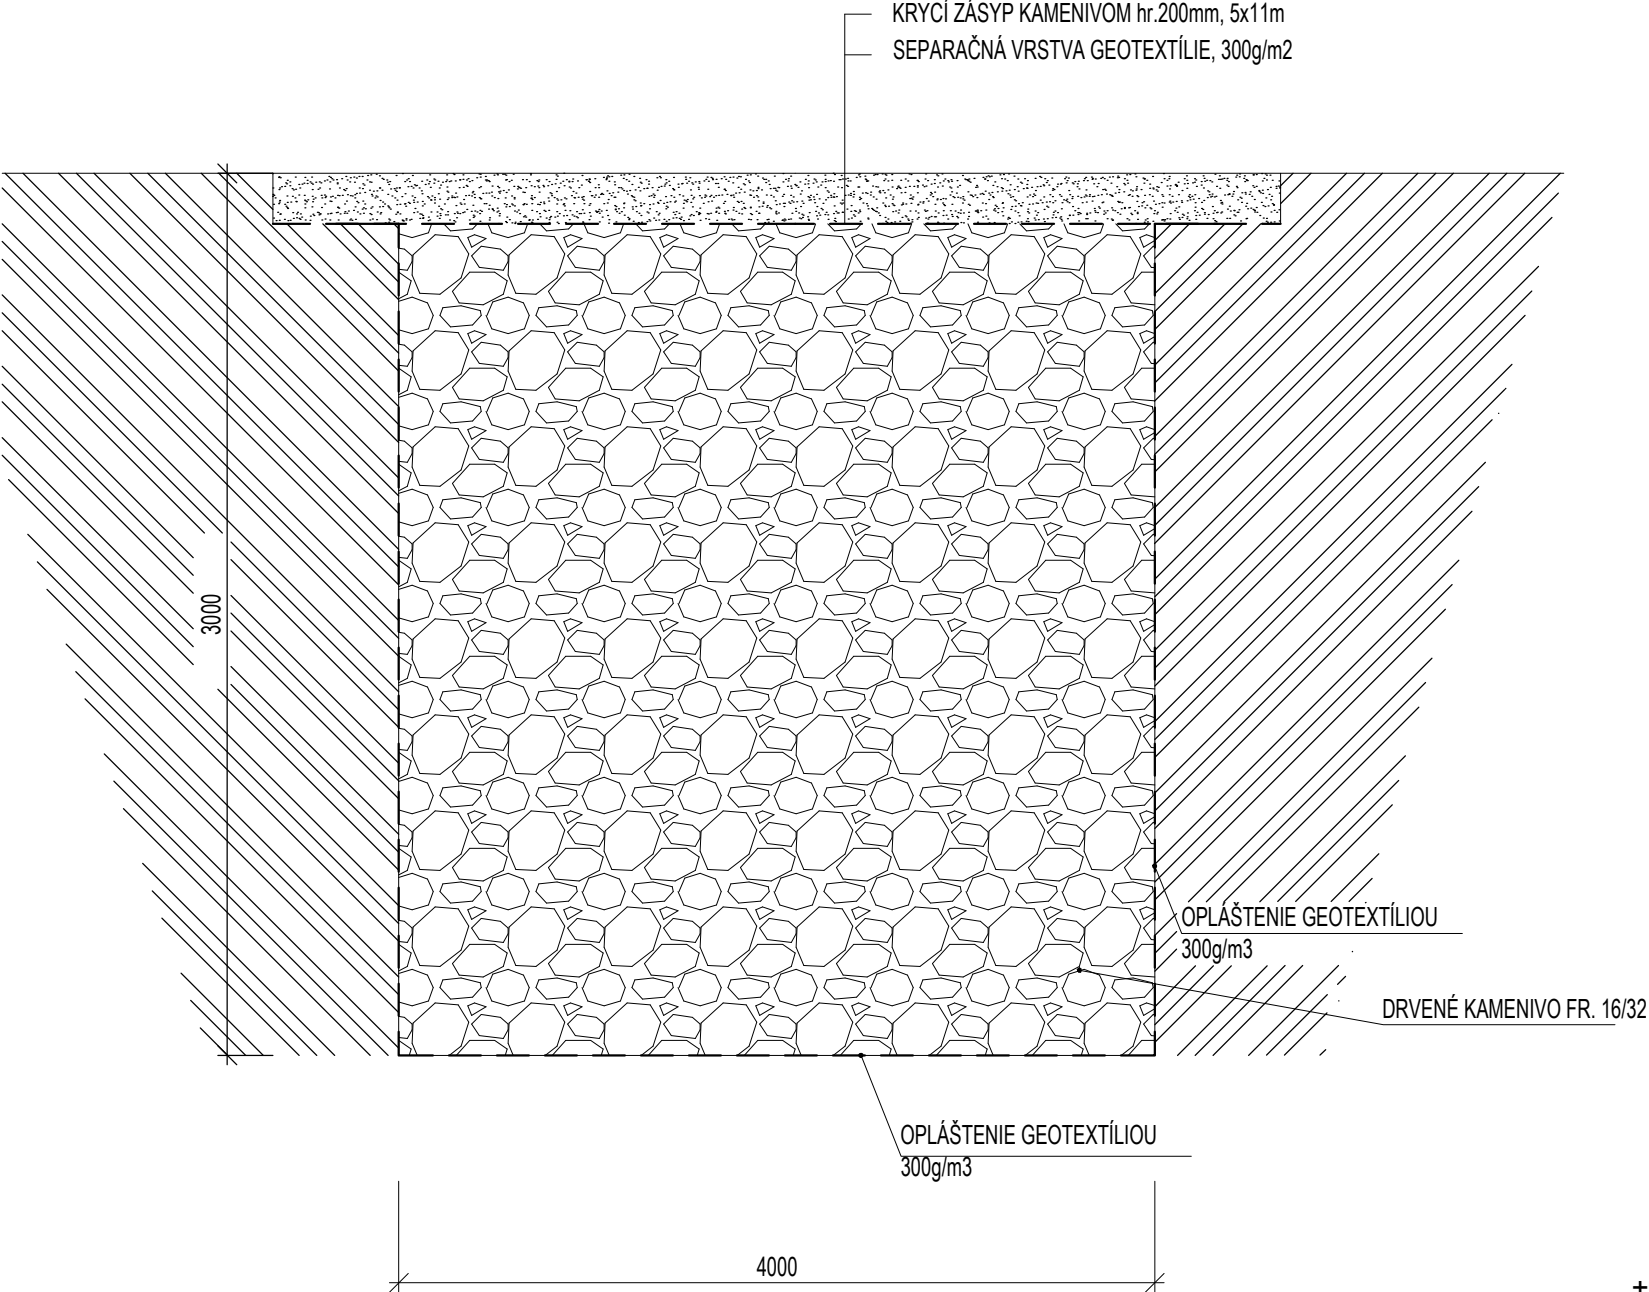 KRYCÍ ZÁSYP KAMENIVOM hr.200mm, 5x11m
SEPARAČNÁ VRSTVA GEOTEXTÍLIE, 300g/m2
3000
OPLÁŠTENIE GEOTEXTÍLIOU
300g/m3
DRVENÉ KAMENIVO FR. 16/32
OPLÁŠTENIE GEOTEXTÍLIOU
300g/m3
4000